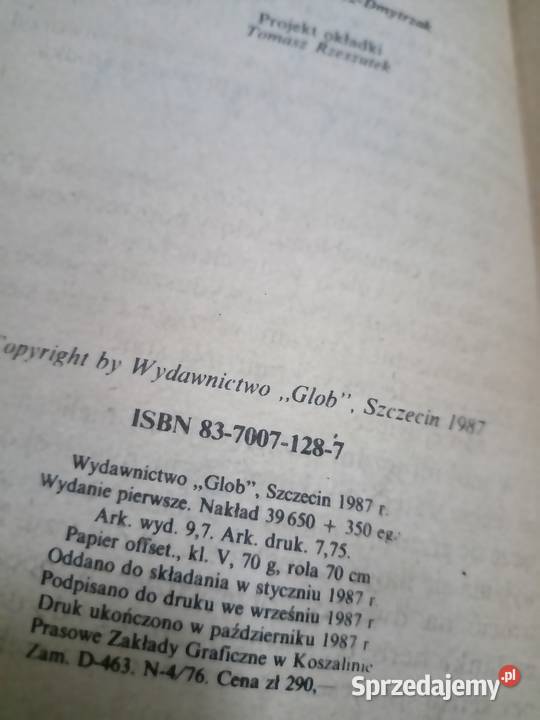 -Dmytrzak
Projekt okładki
Tomasz Rzeszutek
Copyright by Wydawnictwo „Glob”, Szczecin 1987
ISBN 83-7007-128-7
Wydawnictwo „Glob”, Szczecin 1987 r.
Wydanie pierwsze. Nakład 39 650 + 350 eg.
Ark. wyd. 9,7. Ark. druk. 7,75.
Papier offset., kl. V, 70 g, rola 70 cm
Oddano do składania w styczniu 1987 r
Podpisano do druku we wrześniu 1987 r
Druk ukończono w październiku 1987 r
Prasowe Zakłady Graficzne w Koszalinie
Zam. D-463. N-4/76. Cena zł 290,—
Sprzedajemy.pl